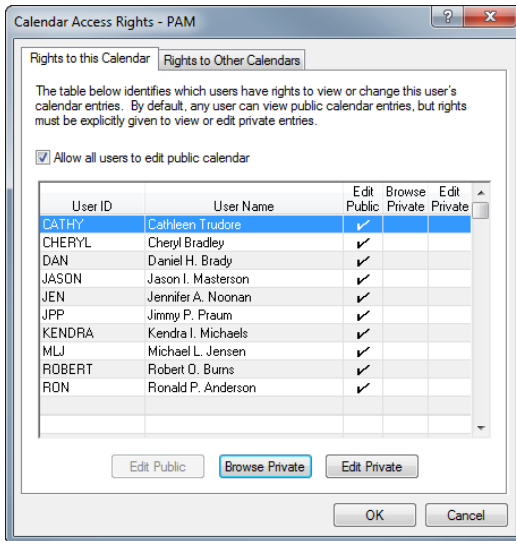 Calendar Access Rights - PAM
Rights to this Calendar Rights to Other Calendars
The table below identifies which users have rights to view or change this user's
calendar entries. By default, any user can view public calendar entries, but rights
must be explicitly given to view or edit private entries.
Allow all users to edit public calendar
Edit Browse Edit
User ID User Name Public Private Private
CATHY Cathleen Trudore
CHERYL Cheryl Bradley
DAN Daniel H. Brady
JASON Jason I. Masterson
JEN Jennifer A. Noonan
JPP Jimmy P. Praum
KENDRA Kendra I. Michaels
MLJ Michael L. Jensen
ROBERT Robert O. Burns
RON Ronald P. Anderson
Edit Public Browse Private Edit Private
OK Cancel